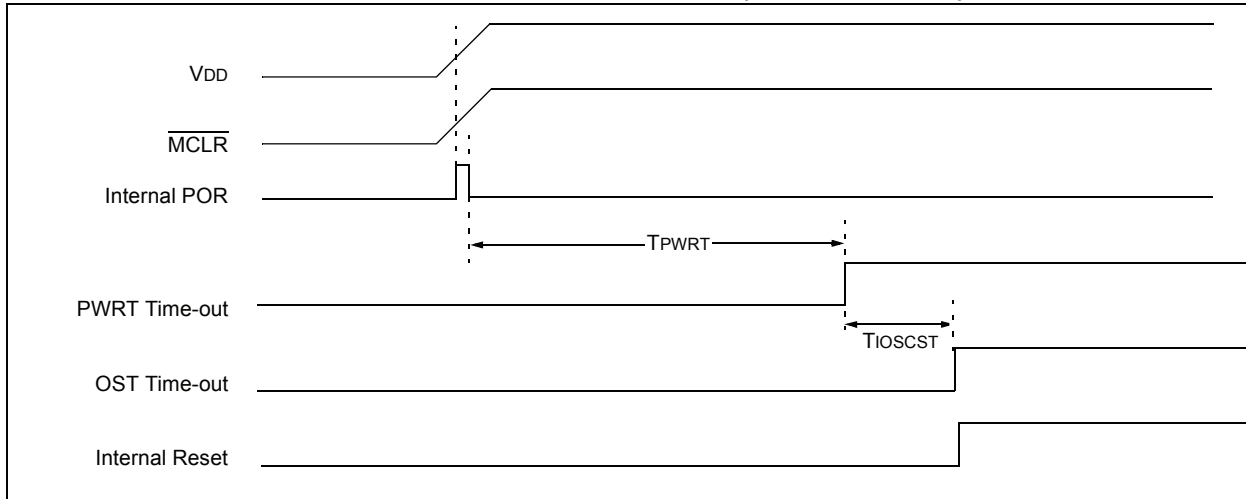 VDD
MCLR
Internal POR
TPWRT
PWRT Time-out
TIOSCST
OST Time-out
Internal Reset